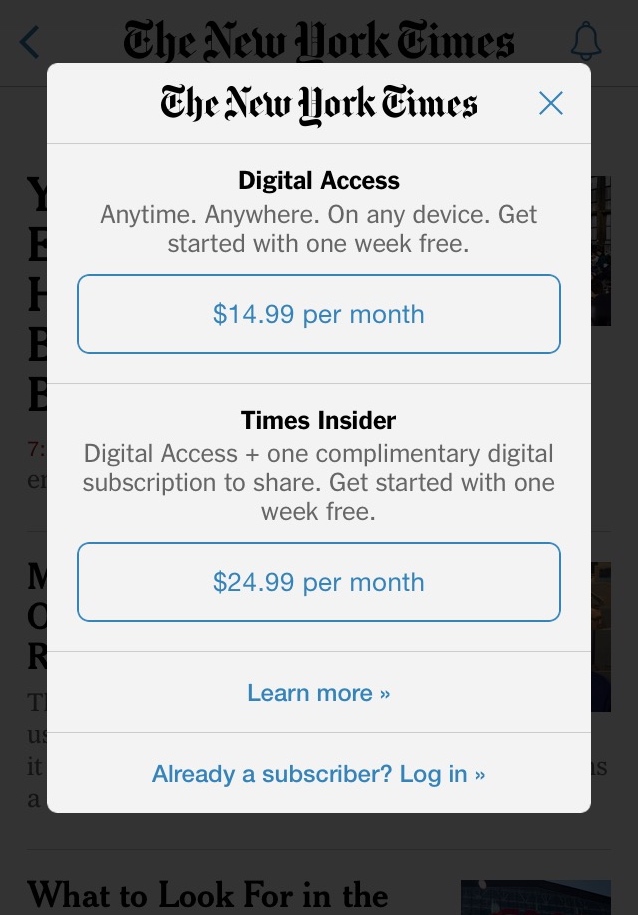 The New York Times
The New York Times
Digital Access
Anytime. Anywhere. On any device. Get
started with one week free.
$14.99 per month
Times Insider
Digital Access + one complimentary digital
subscription to share. Get started with one
week free.
$24.99 per month
Learn more »
Already a subscriber? Log in »
it
a
What to Look For in the